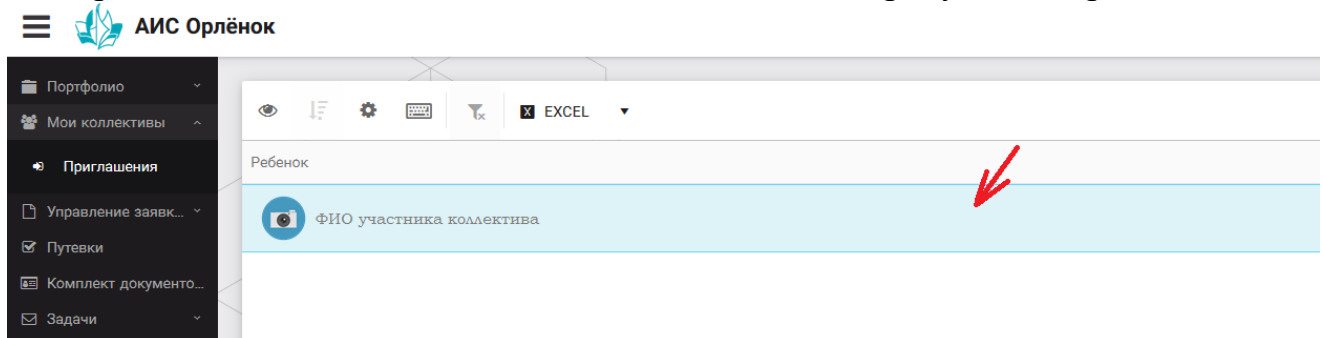 АИС Орлёнок
Портфолио
Мои коллективы
Приглашения
Управление заявк...
Путевки
Комплект документо...
Задачи
X EXCEL
Ребенок
ФИО участника коллектива